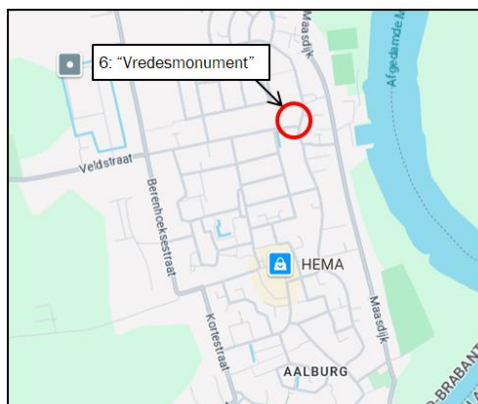 Maasdijk
6: “Vredesmonument”
Afgedamde M
Veldstraat
Berenhoeksestraat
HEMA
Maasdijk
Kortestraat
AALBURG
D-BRABANT